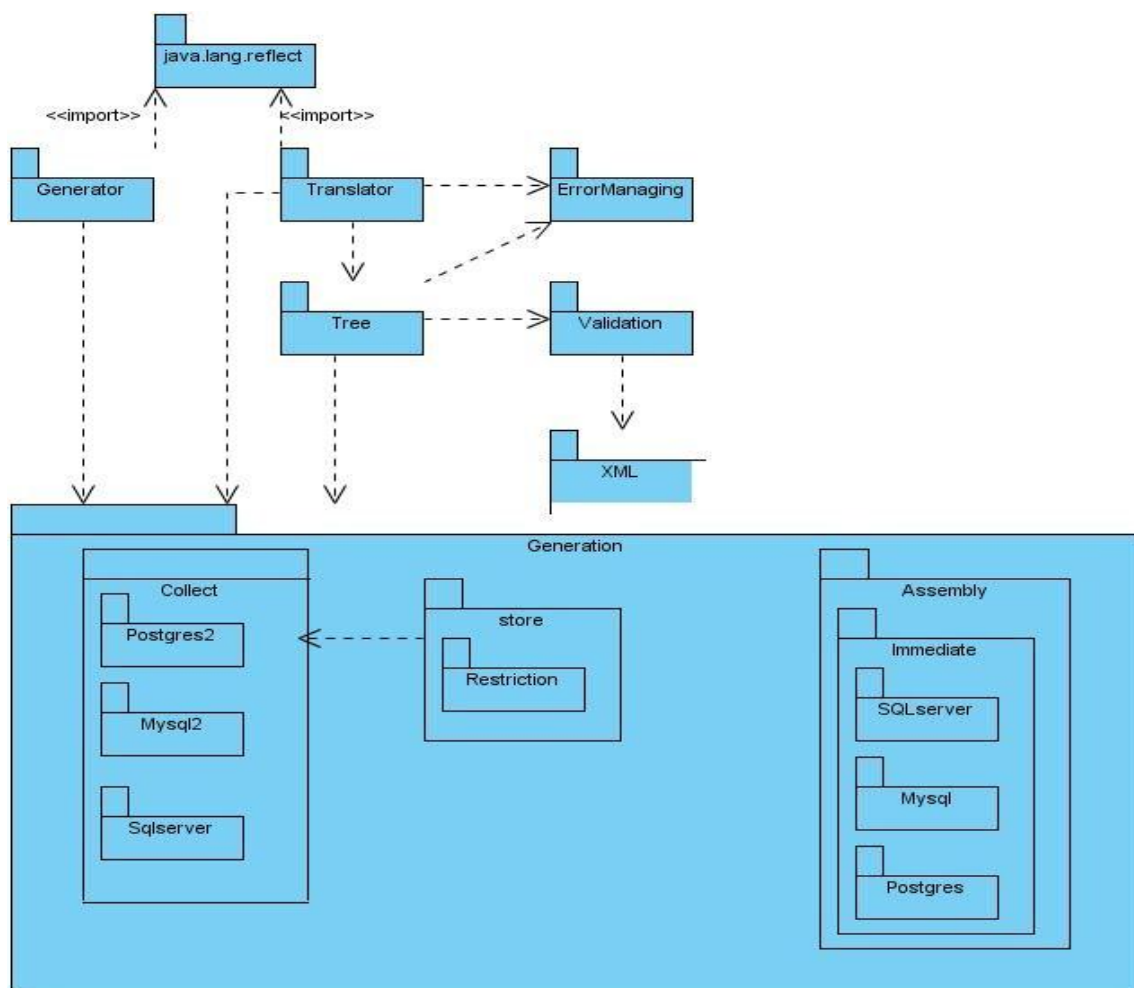 java.lang.reflect
<<import>> <<import>>
Generator Translator ErrorManaging
Tree Validation
XML
Generation
Collect store Assembly
Postgres2 Restriction Immediate
Mysql2 SQLserver
Sqlserver Mysql
Postgres